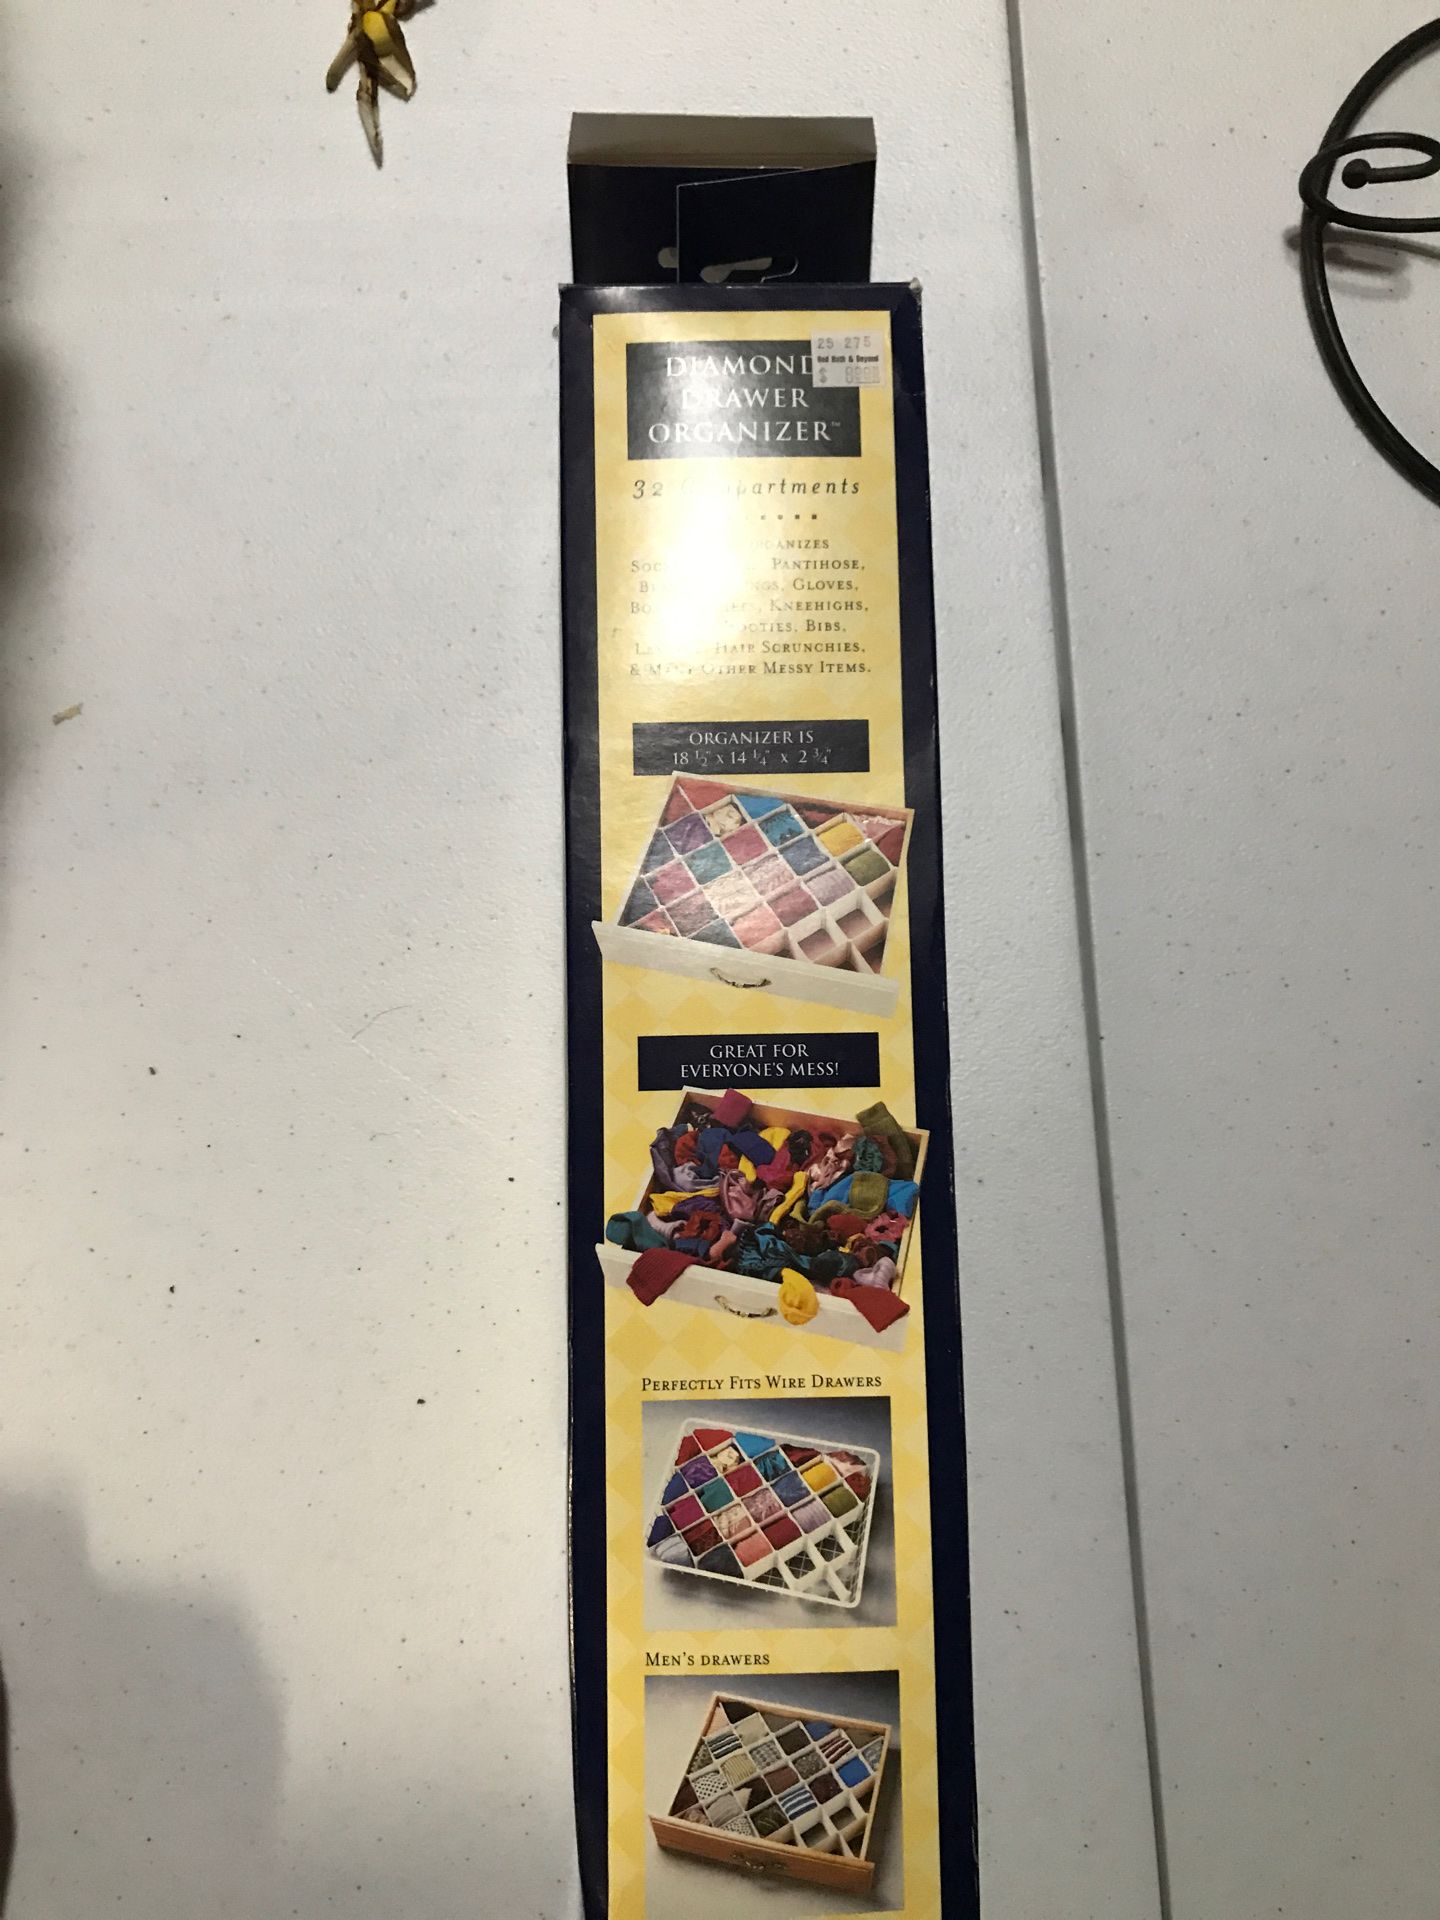 25 275
Bed Bath & Beyond
$
DIAMOND
DRAWER
ORGANIZER™
32 Compartments
ORGANIZES
PANTIHOSE,
GLOVES,
KNEEHIGHS,
BOOTIES, BIBS,
HAIR SCRUNCHIES,
& MANY OTHER MESSY ITEMS.
ORGANIZER IS
18 ½" x 14 ¼" x 2 ¾"
GREAT FOR
EVERYONE'S MESS!
PERFECTLY FITS WIRE DRAWERS
MEN'S DRAWERS